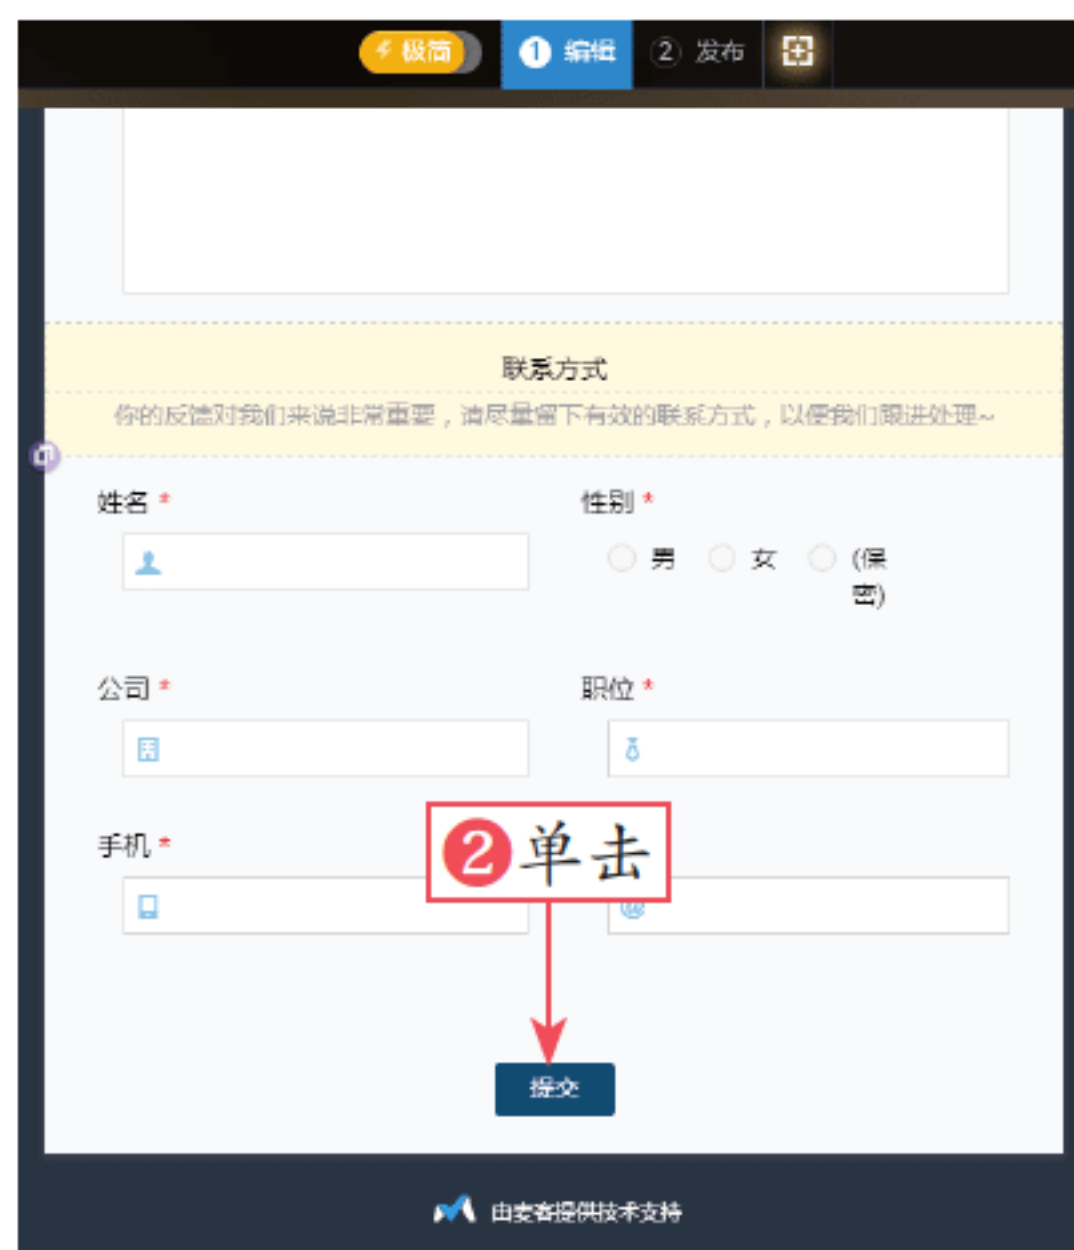 极简 1 编辑 2 发布
联系方式
你的反馈对我们来说非常重要，请尽量留下有效的联系方式，以便我们跟进处理~
姓名 * 性别 *
男 女 (保
密)
公司 * 职位 *
手机 *
2 单击
提交
由麦客提供技术支持